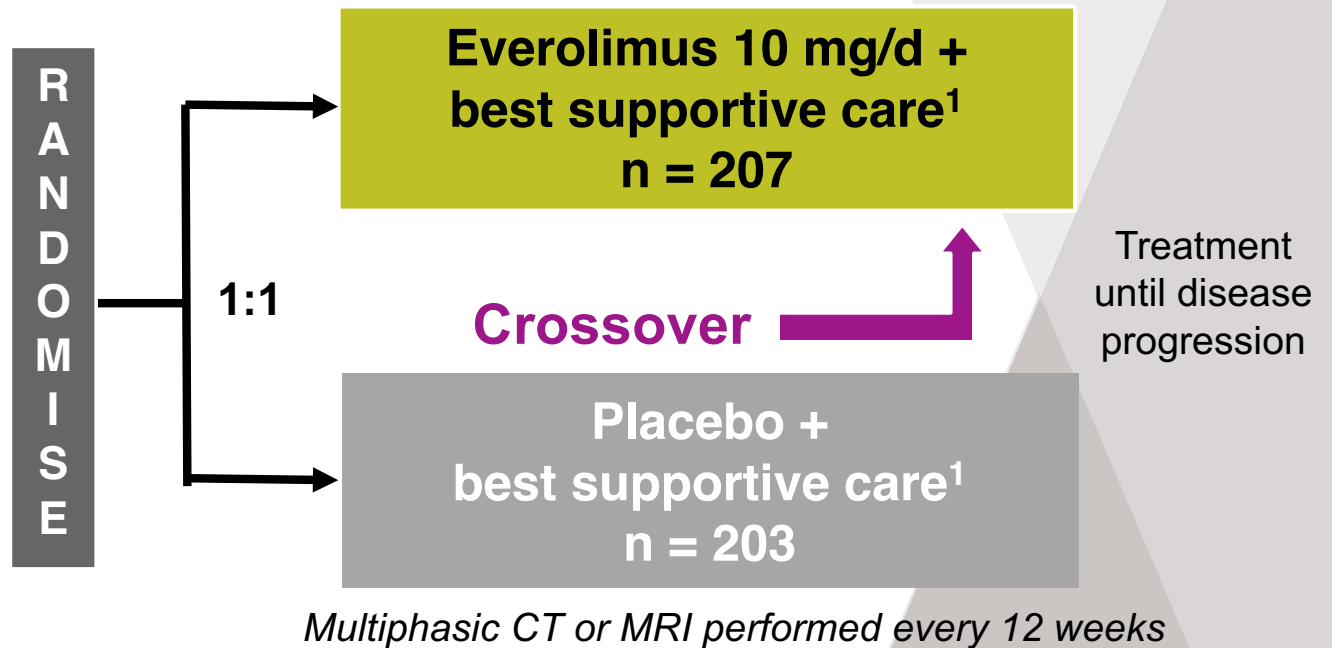 RANDOMISE
Everolimus 10 mg/d +
best supportive care¹
n = 207
1:1
Crossover
Treatment
until disease
progression
Placebo +
best supportive care¹
n = 203
Multiphasic CT or MRI performed every 12 weeks